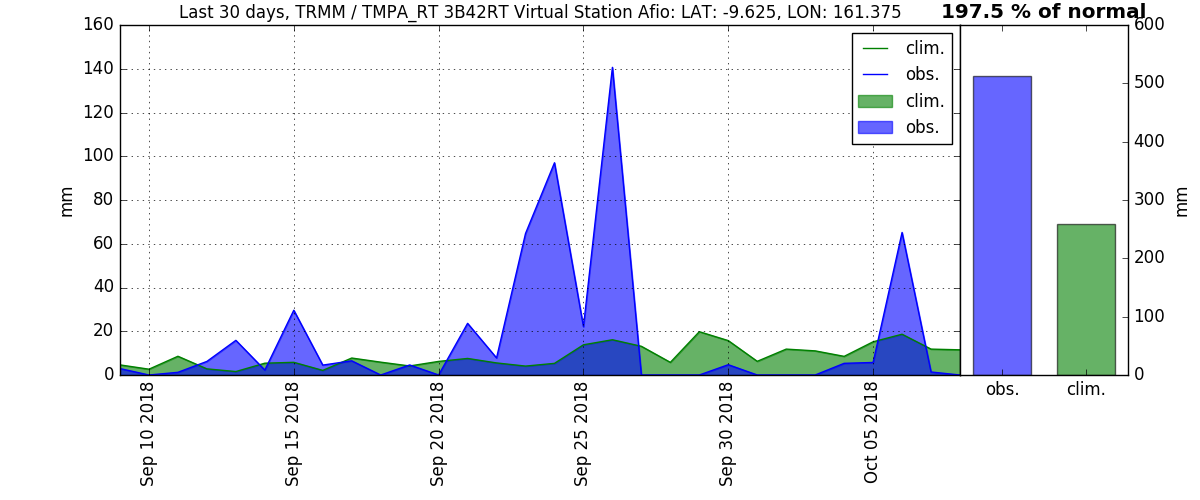 Last 30 days, TRMM / TMPA_RT 3B42RT Virtual Station Afio: LAT: -9.625, LON: 161.375
197.5 % of normal
160
140
120
100
80
60
40
20
0
mm
clim.
obs.
clim.
obs.
Sep 10 2018
Sep 15 2018
Sep 20 2018
Sep 25 2018
Sep 30 2018
Oct 05 2018
600
500
400
300
200
100
0
mm
obs.
clim.